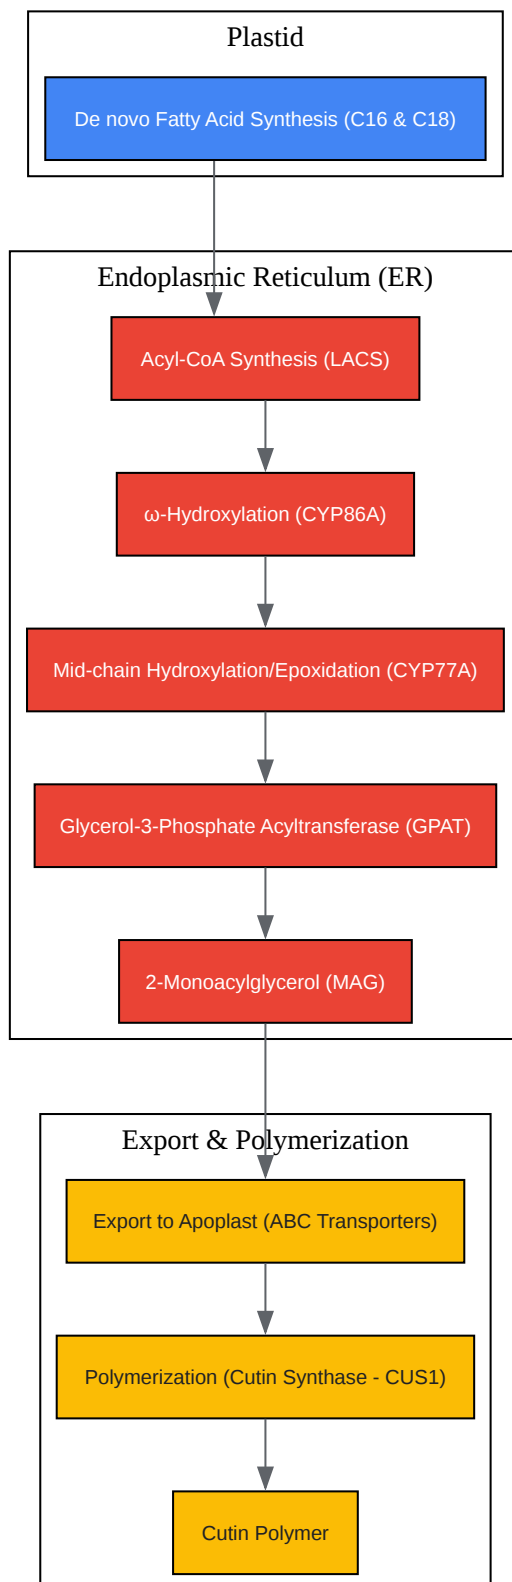 Plastid
De novo Fatty Acid Synthesis (C16 & C18)
Endoplasmic Reticulum (ER)
Acyl-CoA Synthesis (LACS)
ω-Hydroxylation (CYP86A)
Mid-chain Hydroxylation/Epoxidation (CYP77A)
Glycerol-3-Phosphate Acyltransferase (GPAT)
2-Monoacylglycerol (MAG)
Export & Polymerization
Export to Apoplast (ABC Transporters)
Polymerization (Cutin Synthase - CUS1)
Cutin Polymer